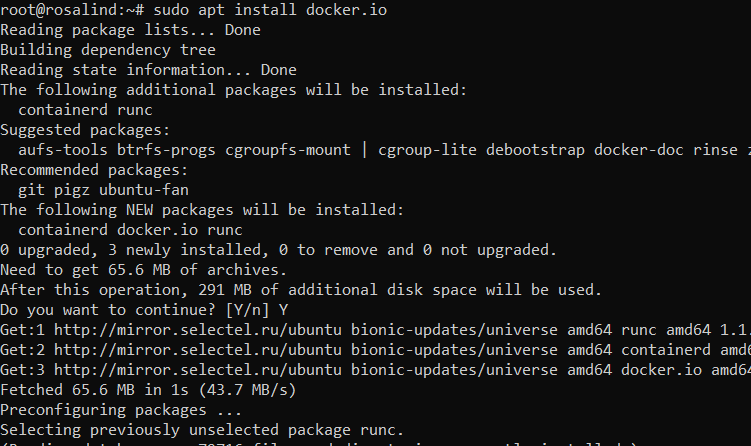 root@rosalind:~# sudo apt install docker.io
Reading package lists... Done
Building dependency tree
Reading state information... Done
The following additional packages will be installed:
  containerd runc
Suggested packages:
  aufs-tools btrfs-progs cgroupfs-mount | cgroup-lite debootstrap docker-doc rinse z
Recommended packages:
  git pigz ubuntu-fan
The following NEW packages will be installed:
  containerd docker.io runc
0 upgraded, 3 newly installed, 0 to remove and 0 not upgraded.
Need to get 65.6 MB of archives.
After this operation, 291 MB of additional disk space will be used.
Do you want to continue? [Y/n] Y
Get:1 http://mirror.selectel.ru/ubuntu bionic-updates/universe amd64 runc amd64 1.1.
Get:2 http://mirror.selectel.ru/ubuntu bionic-updates/universe amd64 containerd amd6
Get:3 http://mirror.selectel.ru/ubuntu bionic-updates/universe amd64 docker.io amd64
Fetched 65.6 MB in 1s (43.7 MB/s)
Preconfiguring packages ...
Selecting previously unselected package runc.